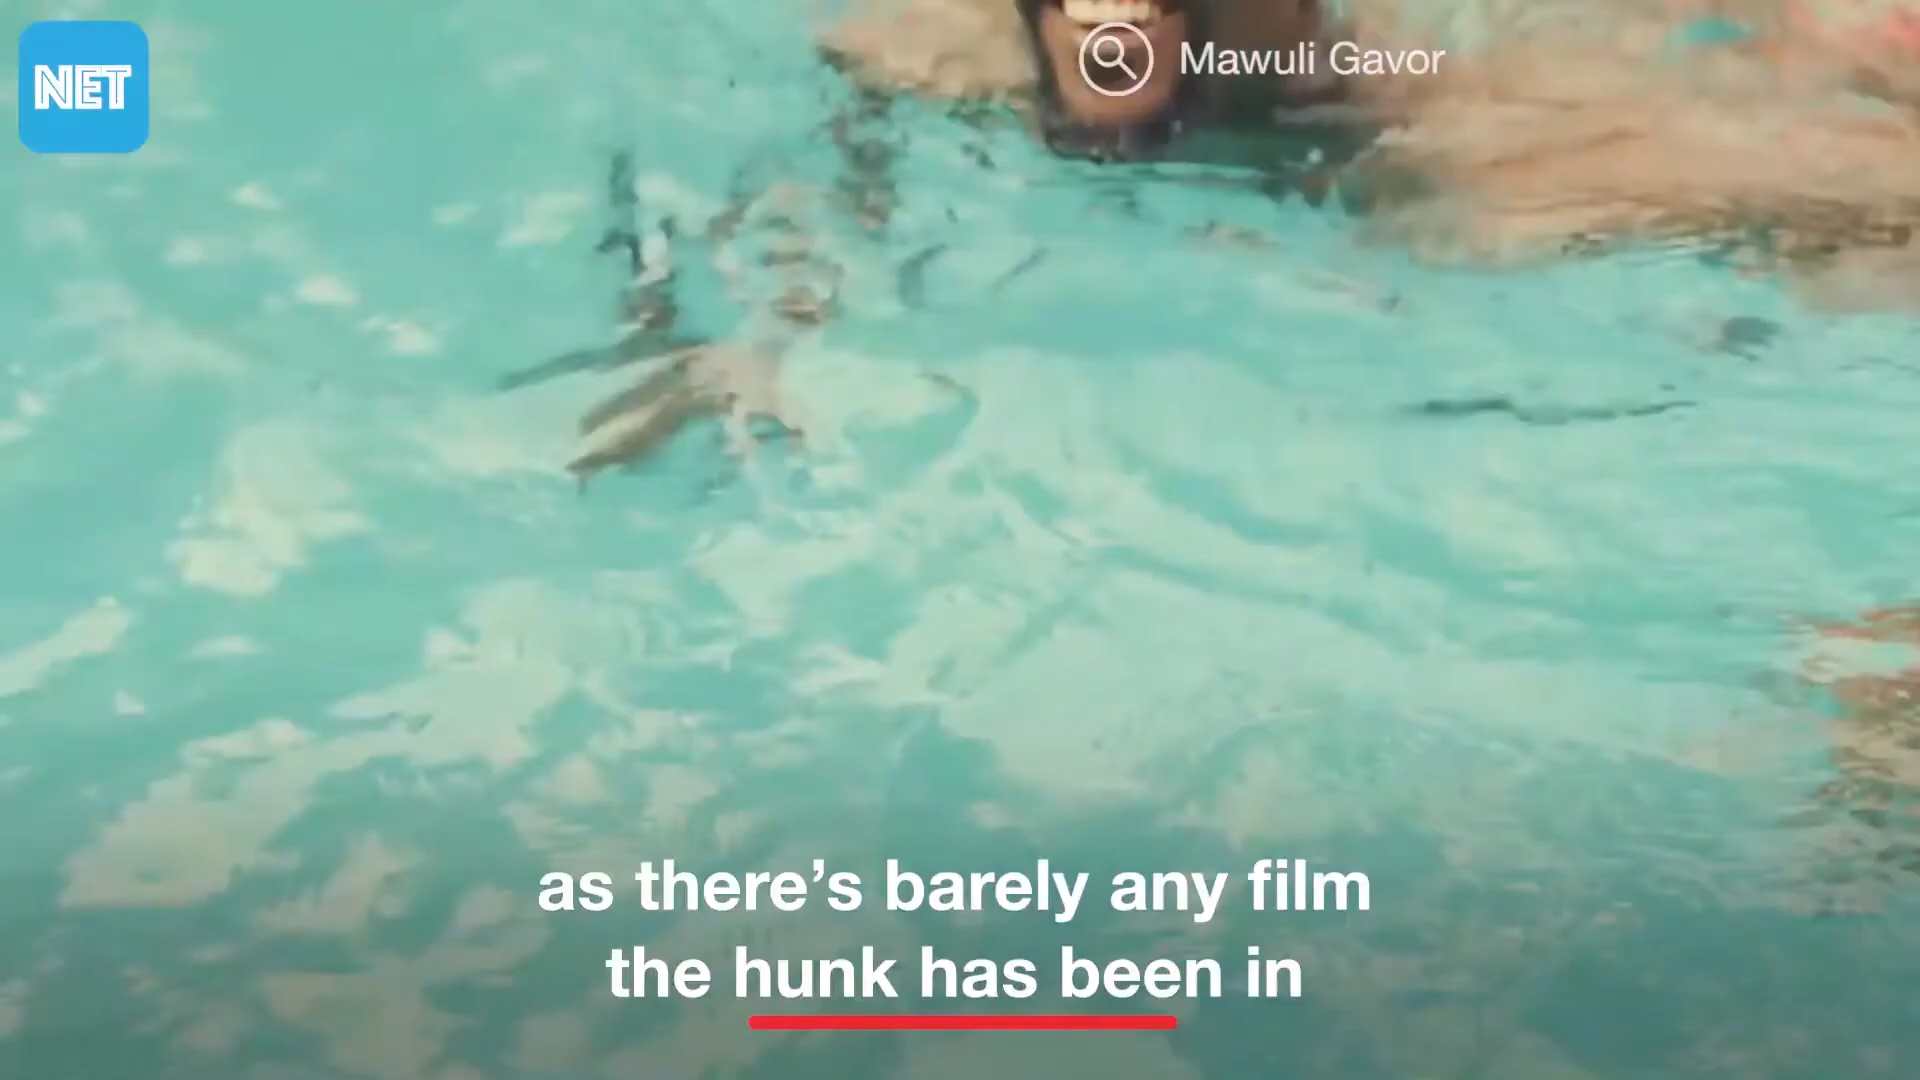 NET
Mawuli Gavor
as there’s barely any film
the hunk has been in